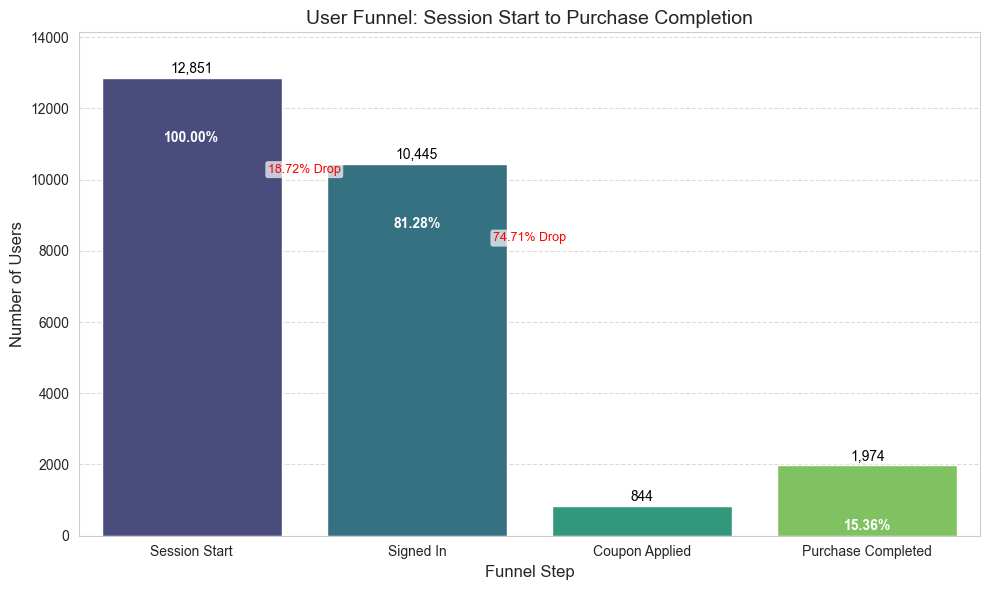 User Funnel: Session Start to Purchase Completion
Number of Users
14000
12000
10000
8000
6000
4000
2000
0
12,851
100.00%
18.72% Drop
10,445
81.28%
74.71% Drop
844
1,974
15.36%
Session Start
Signed In
Coupon Applied
Purchase Completed
Funnel Step